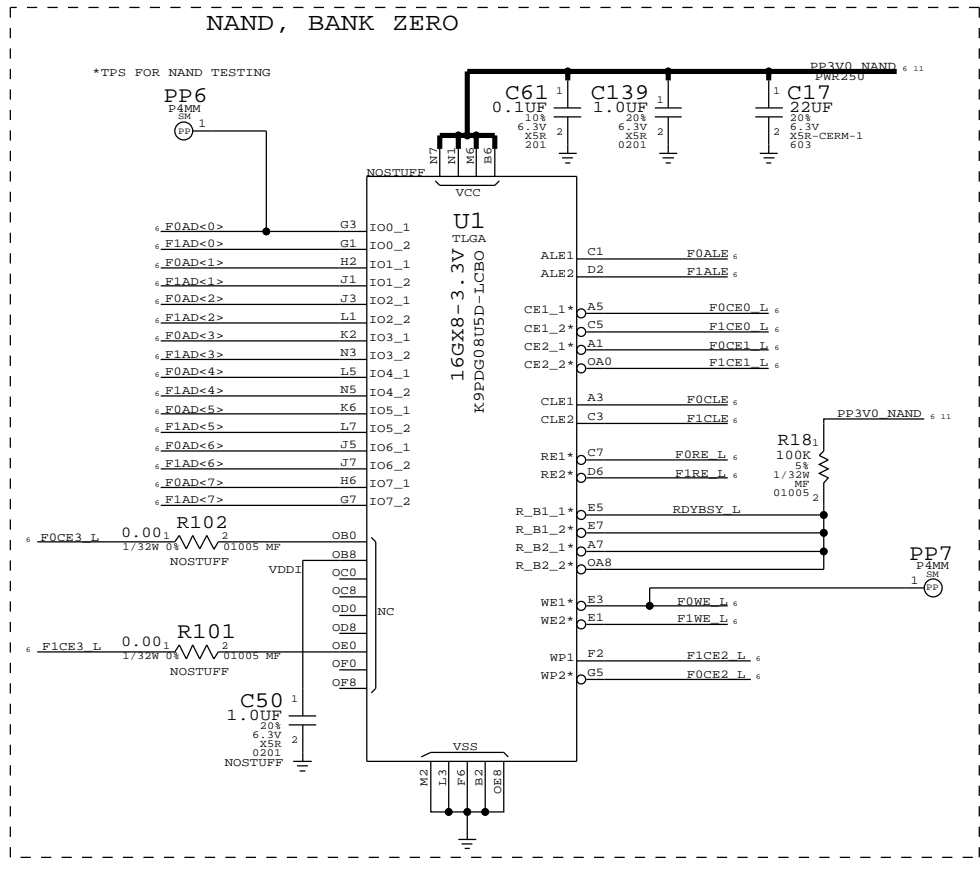 NAND, BANK ZERO
*TPS FOR NAND TESTING
PP6
P4MM
SM
PP
1
PP3V0_NAND 6 11
PWR250
C61 1
0.1UF
10%
6.3V 2
X5R
201
C139 1
1.0UF
20%
6.3V 2
X5R
0201
1 C17
22UF
20%
2 6.3V
X5R-CERM-1
603
N7 N1 M6 B6
NOSTUFF
VCC
U1
TLGA
16GX8-3.3V
K9PDG08U5D-LCBO
6 F0AD<0> G3 IO0_1
6 F1AD<0> G1 IO0_2
6 F0AD<1> H2 IO1_1
6 F1AD<1> J1 IO1_2
6 F0AD<2> J3 IO2_1
6 F1AD<2> L1 IO2_2
6 F0AD<3> K2 IO3_1
6 F1AD<3> N3 IO3_2
6 F0AD<4> L5 IO4_1
6 F1AD<4> N5 IO4_2
6 F0AD<5> K6 IO5_1
6 F1AD<5> L7 IO5_2
6 F0AD<6> J5 IO6_1
6 F1AD<6> J7 IO6_2
6 F0AD<7> H6 IO7_1
6 F1AD<7> G7 IO7_2
ALE1 C1 F0ALE 6
ALE2 D2 F1ALE 6
CE1_1* A5 F0CE0_L 6
CE1_2* C5 F1CE0_L 6
CE2_1* A1 F0CE1_L 6
CE2_2* OA0 F1CE1_L 6
CLE1 A3 F0CLE 6
CLE2 C3 F1CLE 6
RE1* C7 F0RE_L 6
RE2* D6 F1RE_L 6
R_B1_1* E5 RDYBSY_L
R_B1_2* E7
R_B2_1* A7
R_B2_2* OA8
PP3V0_NAND 6 11
R18 1
100K
5%
1/32W
MF
01005 2
PP7
P4MM
SM
1 PP
WE1* E3 F0WE_L 6
WE2* E1 F1WE_L 6
WP1 F2 F1CE2_L 6
WP2* G5 F0CE2_L 6
6 F0CE3_L 0.00 1 R102 2 OB0
1/32W 0% 01005 MF
NOSTUFF
VDDI OB8
OC0
OC8
OD0 NC
OD8
6 F1CE3_L 0.00 1 R101 2 OE0
1/32W 0% 01005 MF
NOSTUFF
OF0
OF8
C50 1
1.0UF
20%
6.3V 2
X5R
0201
NOSTUFF
VSS
M2 L3 F6 B2 OE8